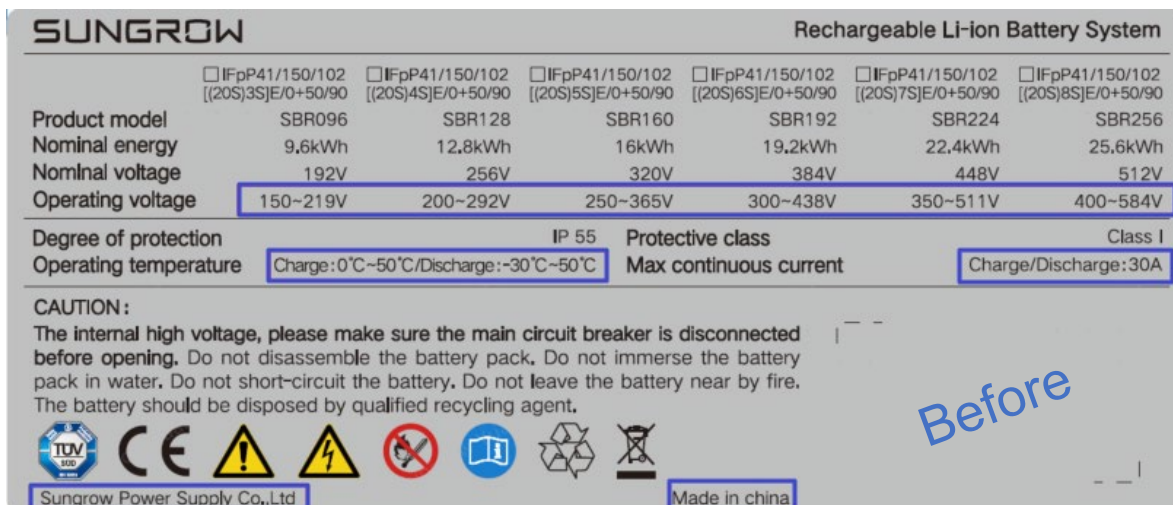 SUNGROW Rechargeable Li-ion Battery System
□IFpP41/150/102 □IFpP41/150/102 □IFpP41/150/102 □IFpP41/150/102 □IFpP41/150/102 □IFpP41/150/102
[(20S)3S]E/0+50/90 [(20S)4S]E/0+50/90 [(20S)5S]E/0+50/90 [(20S)6S]E/0+50/90 [(20S)7S]E/0+50/90 [(20S)8S]E/0+50/90
Product model SBR096 SBR128 SBR160 SBR192 SBR224 SBR256
Nominal energy 9.6kWh 12.8kWh 16kWh 19.2kWh 22.4kWh 25.6kWh
Nominal voltage 192V 256V 320V 384V 448V 512V
Operating voltage 150~219V 200~292V 250~365V 300~438V 350~511V 400~584V
Degree of protection IP 55 Protective class Class I
Operating temperature Charge:0℃~50℃/Discharge:-30℃~50℃ Max continuous current Charge/Discharge:30A
CAUTION:
The internal high voltage, please make sure the main circuit breaker is disconnected
before opening. Do not disassemble the battery pack. Do not immerse the battery
pack in water. Do not short-circuit the battery. Do not leave the battery near by fire.
The battery should be disposed by qualified recycling agent.
Before
TÜV
SÜD
CE
Sungrow Power Supply Co.,Ltd Made in china